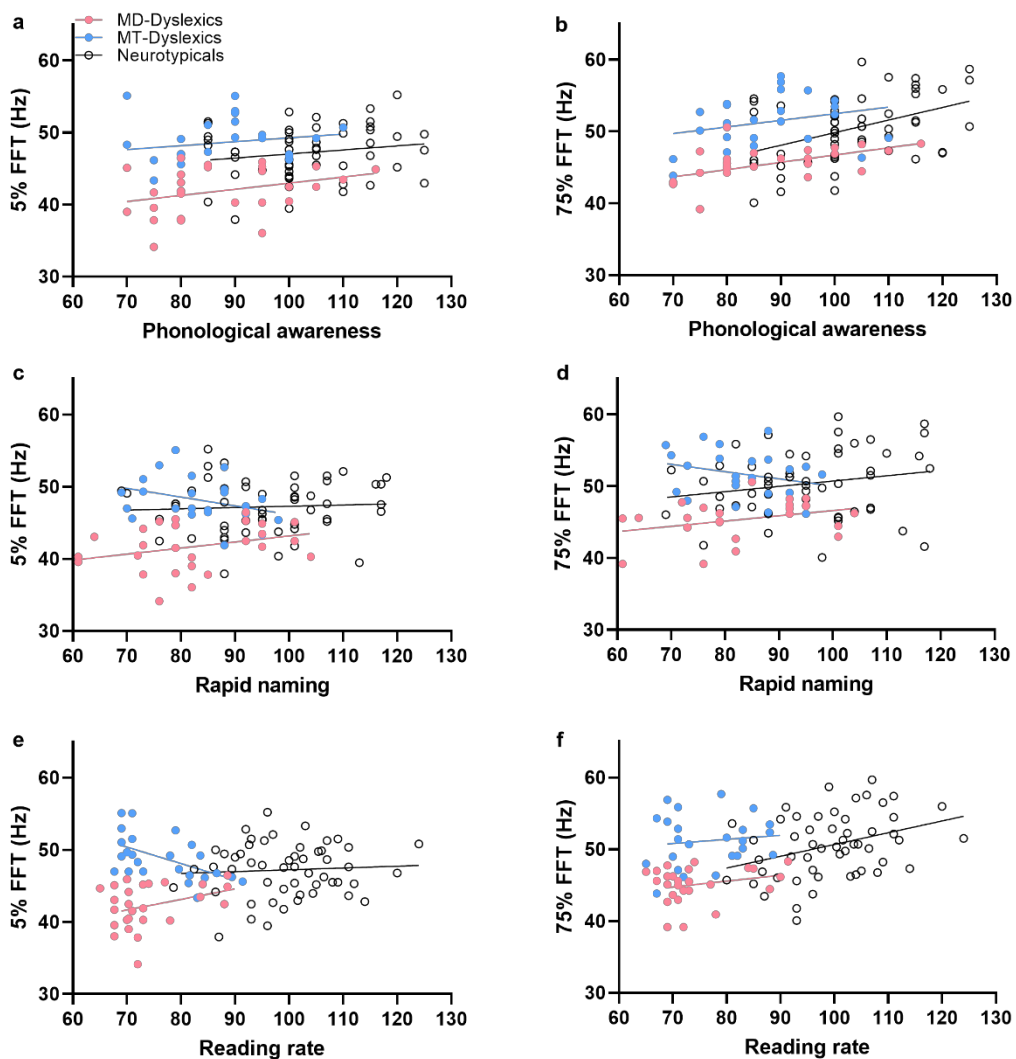 a
MD-Dyslexics
MT-Dyslexics
Neurotypicals
60
50
40
30
5% FFT (Hz)
60 70 80 90 100 110 120 130
Phonological awareness
b
60
50
40
30
75% FFT (Hz)
60 70 80 90 100 110 120 130
Phonological awareness
c
60
50
40
30
5% FFT (Hz)
60 70 80 90 100 110 120 130
Rapid naming
d
60
50
40
30
75% FFT (Hz)
60 70 80 90 100 110 120 130
Rapid naming
e
60
50
40
30
5% FFT (Hz)
60 70 80 90 100 110 120 130
Reading rate
f
60
50
40
30
75% FFT (Hz)
60 70 80 90 100 110 120 130
Reading rate